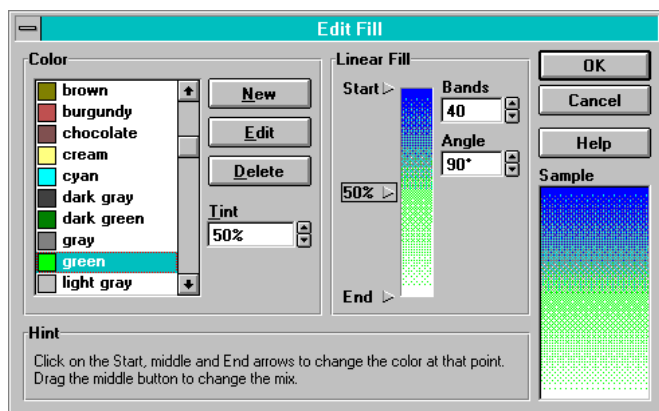 Edit Fill
Color
brown
burgundy
chocolate
cream
cyan
dark gray
dark green
gray
green
light gray
New
Edit
Delete
Tint
50%
Linear Fill
Start
50%
End
Bands
40
Angle
90°
OK
Cancel
Help
Sample
Hint
Click on the Start, middle and End arrows to change the color at that point.
Drag the middle button to change the mix.